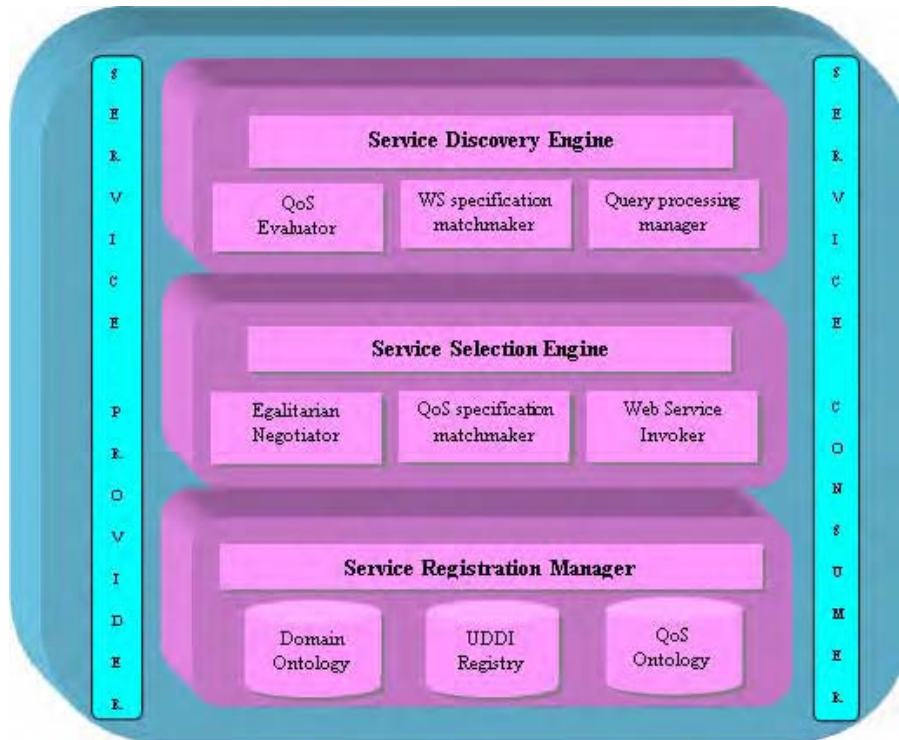 SERVICE PROVIDER
Service Discovery Engine
QoS
Evaluator
WS specification
matchmaker
Query processing
manager
Service Selection Engine
Egalitarian
Negotiator
QoS specification
matchmaker
Web Service
Invoker
Service Registration Manager
Domain
Ontology
UDDI
Registry
QoS
Ontology
SERVICE CONSUMER